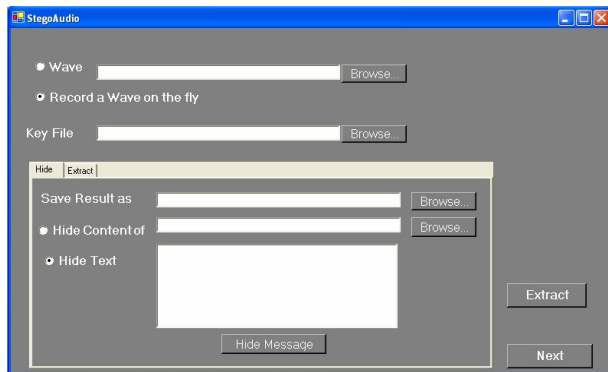 StegoAudio
Wave
Browse...
Record a Wave on the fly
Key File
Browse...
Hide Extract
Save Result as
Browse...
Hide Content of
Browse...
Hide Text
Extract
Hide Message
Next